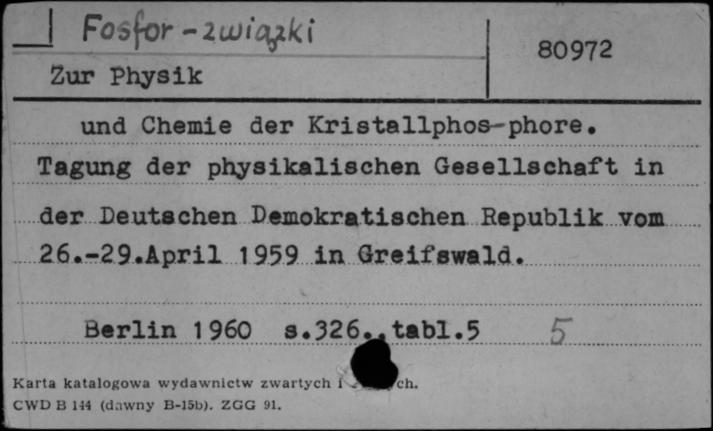 Fosfor - związki
80972
Zur Physik
und Chemie der Kristallphos-phore.
Tagung der physikalischen Gesellschaft in
der Deutschen Demokratischen Republik vom
26.-29.April 1959 in Greifswald.
Berlin 1960 s.326., tabl.5 5
Karta katalogowa wydawnictw zwartych i
CWD B 144 (dawny B-15b). ZGG 91.